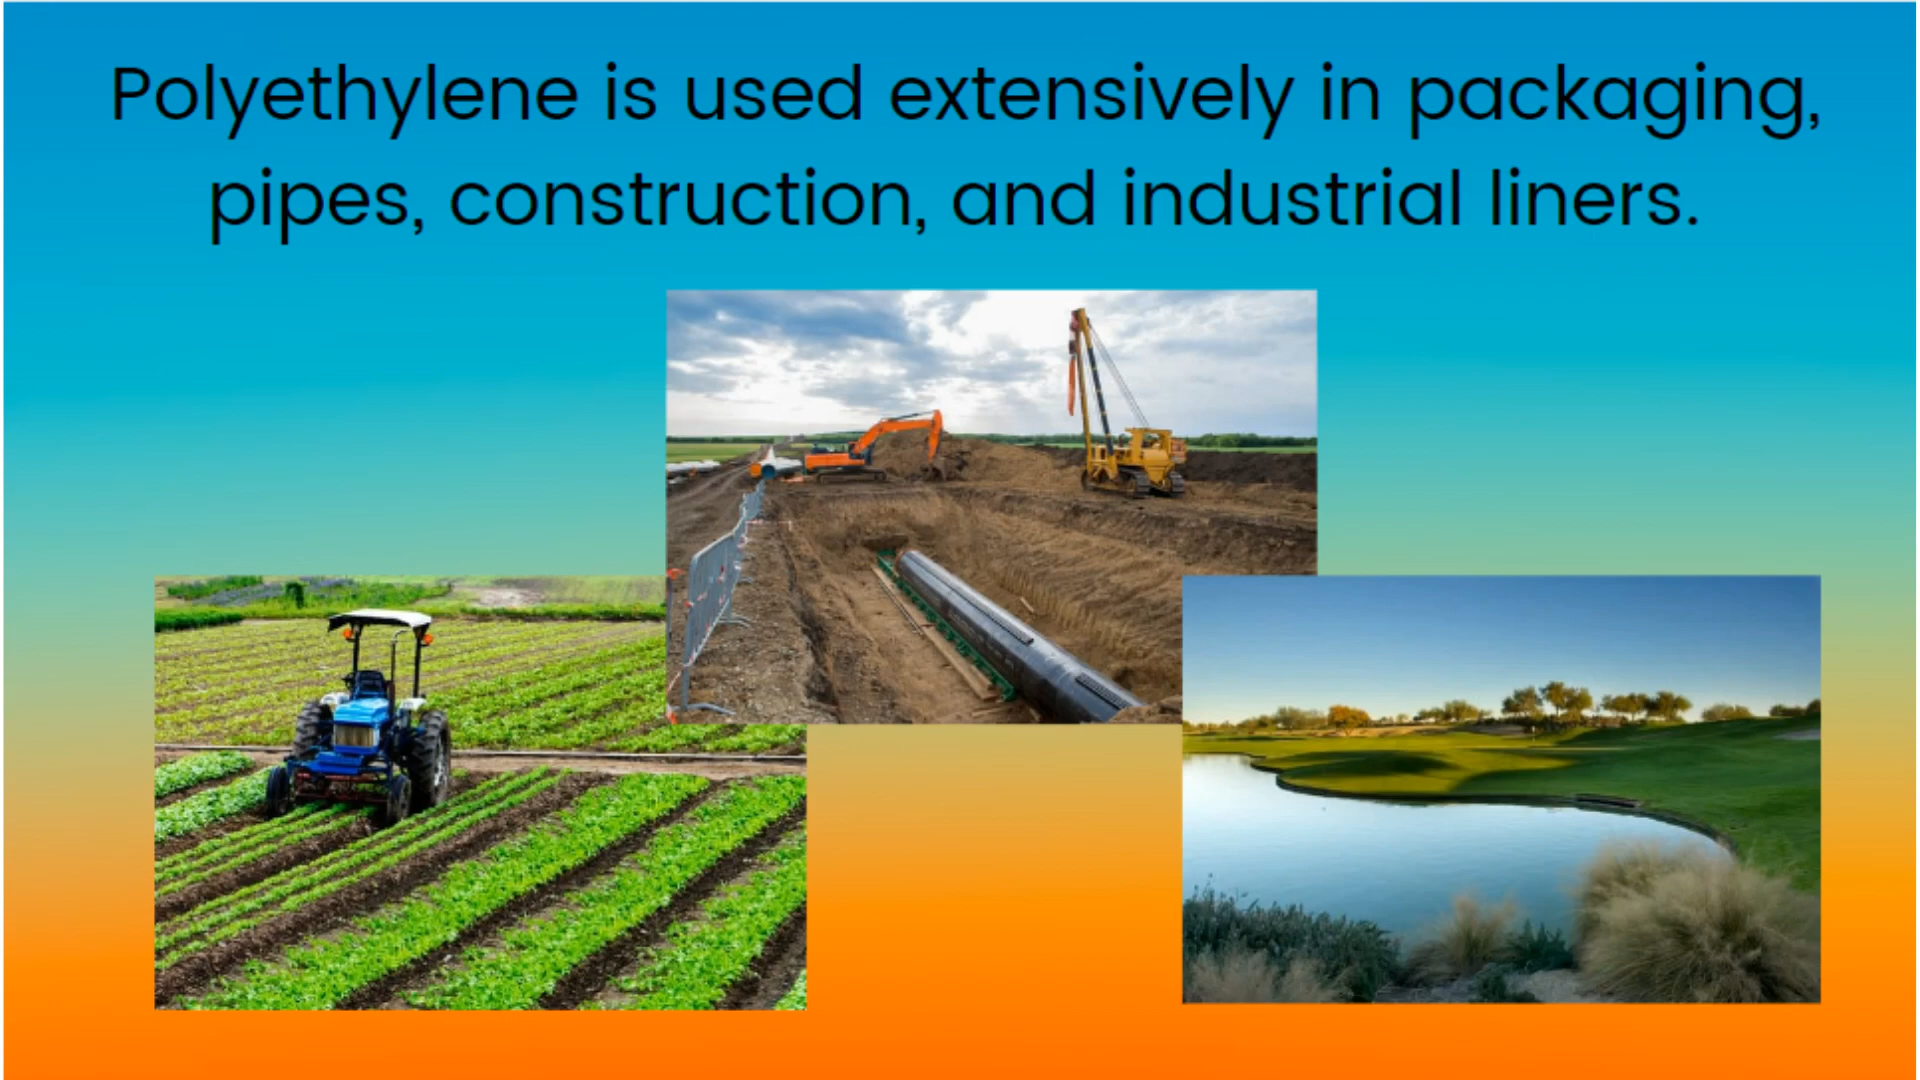 Polyethylene is used extensively in packaging,
pipes, construction, and industrial liners.